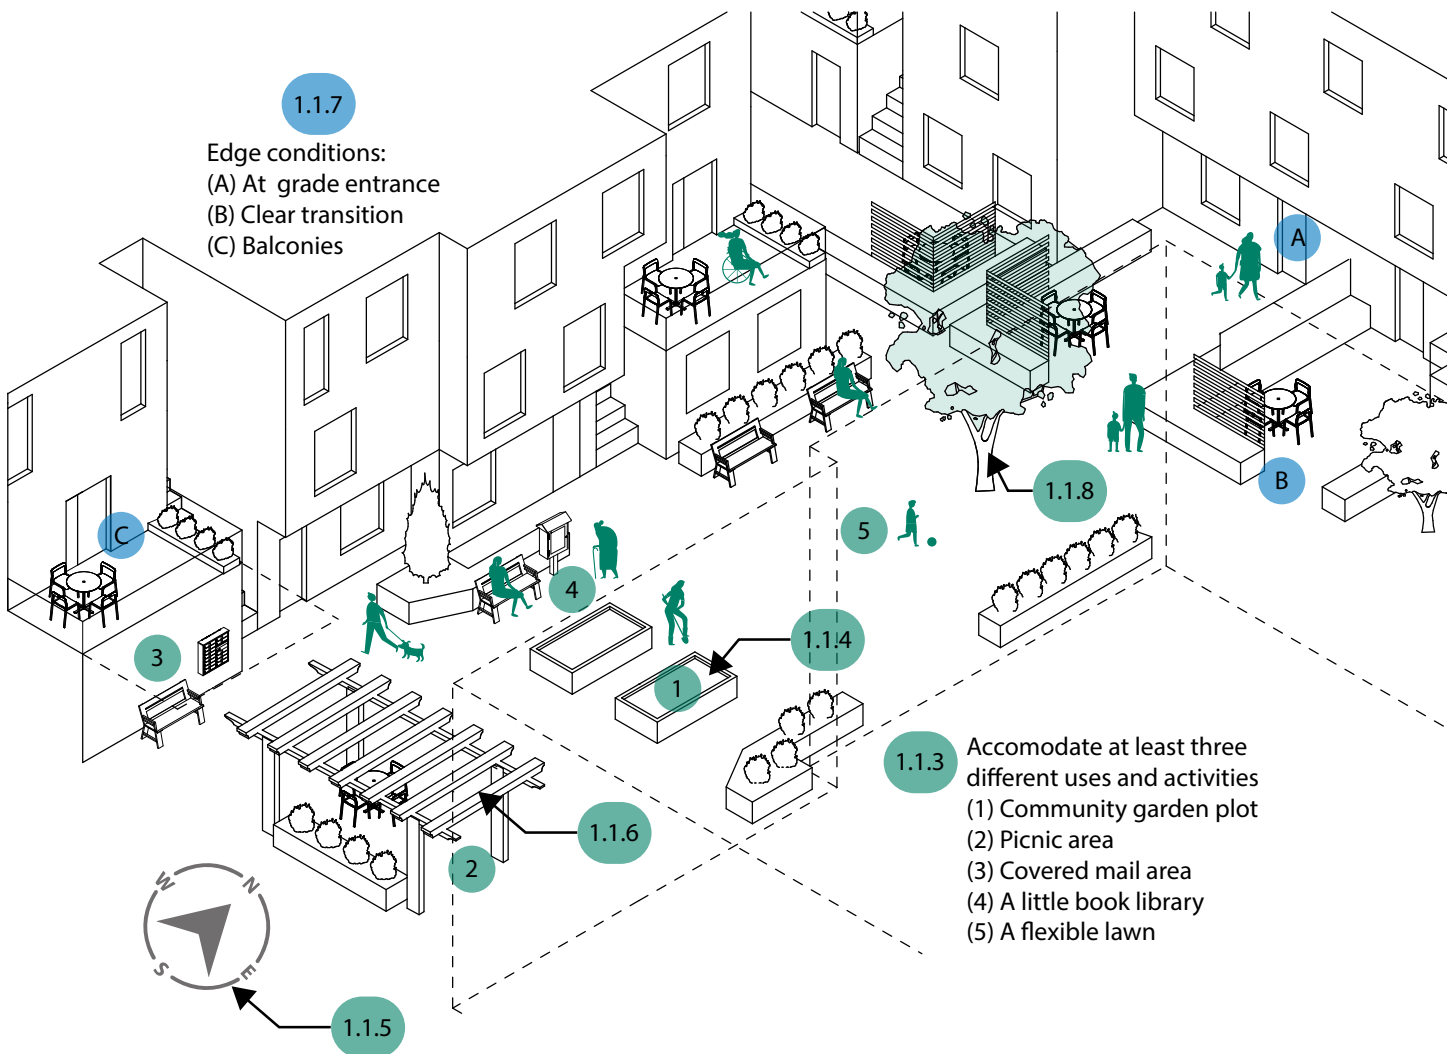 1.1.7
Edge conditions:
(A) At grade entrance
(B) Clear transition
(C) Balconies
A
B
C
1.1.8
5
4
1.1.4
3
1
1.1.3
Accomodate at least three
different uses and activities
(1) Community garden plot
(2) Picnic area
(3) Covered mail area
(4) A little book library
(5) A flexible lawn
1.1.6
2
W
N
S
E
1.1.5